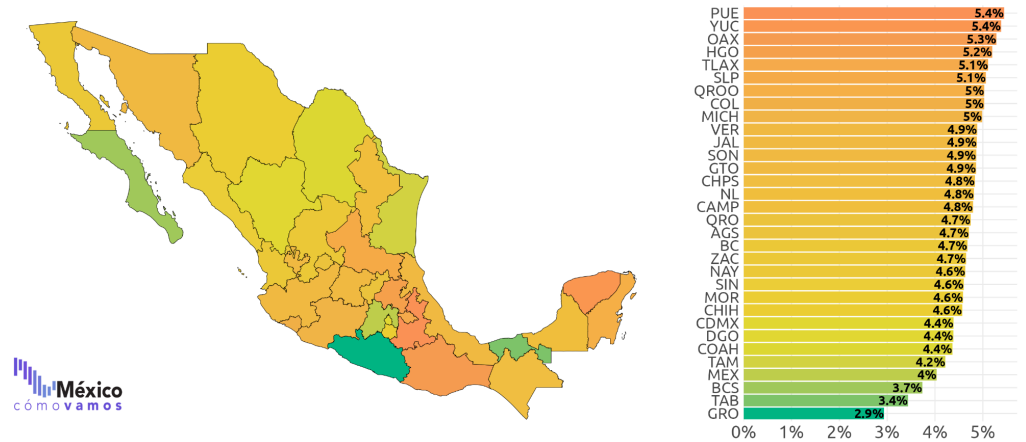 PUE 5.4%
YUC 5.4%
OAX 5.3%
HGO 5.2%
TLAX 5.1%
SLP 5.1%
QROO 5%
COL 5%
MICH 5%
VER 4.9%
JAL 4.9%
SON 4.9%
GTO 4.9%
CHPS 4.8%
NL 4.8%
CAMP 4.8%
QRO 4.7%
AGS 4.7%
BC 4.7%
ZAC 4.7%
NAY 4.6%
SIN 4.6%
MOR 4.6%
CHIH 4.6%
CDMX 4.4%
DGO 4.4%
COAH 4.4%
TAM 4.2%
MEX 4%
BCS 3.7%
TAB 3.4%
GRO 2.9%
0% 1% 2% 3% 4% 5%
México
cómovamos